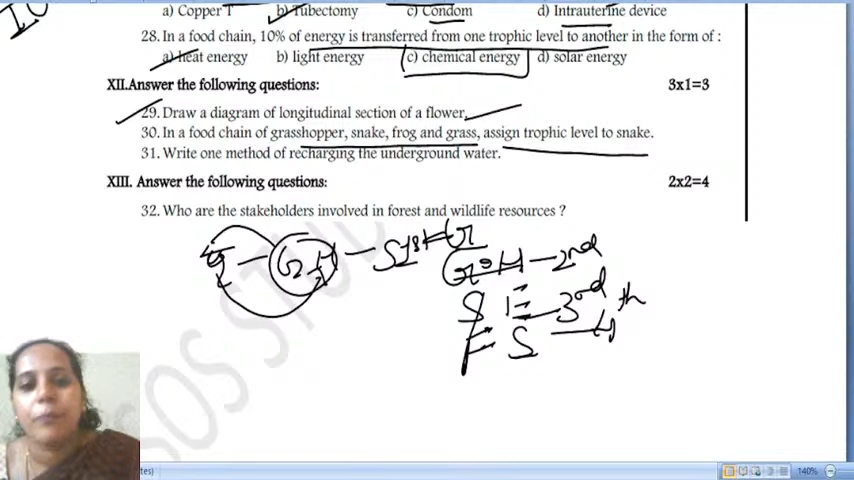 a) Copper T b) Tubectomy c) Condom d) Intrauterine device
28. In a food chain, 10% of energy is transferred from one trophic level to another in the form of :
a) heat energy b) light energy (c) chemical energy d) solar energy
XII.Answer the following questions: 3x1=3
29. Draw a diagram of longitudinal section of a flower.
30. In a food chain of grasshopper, snake, frog and grass, assign trophic level to snake.
31. Write one method of recharging the underground water.
XIII. Answer the following questions: 2x2=4
32. Who are the stakeholders involved in forest and wildlife resources ?
1st
GH - 2nd
3rd
S 4th
140%